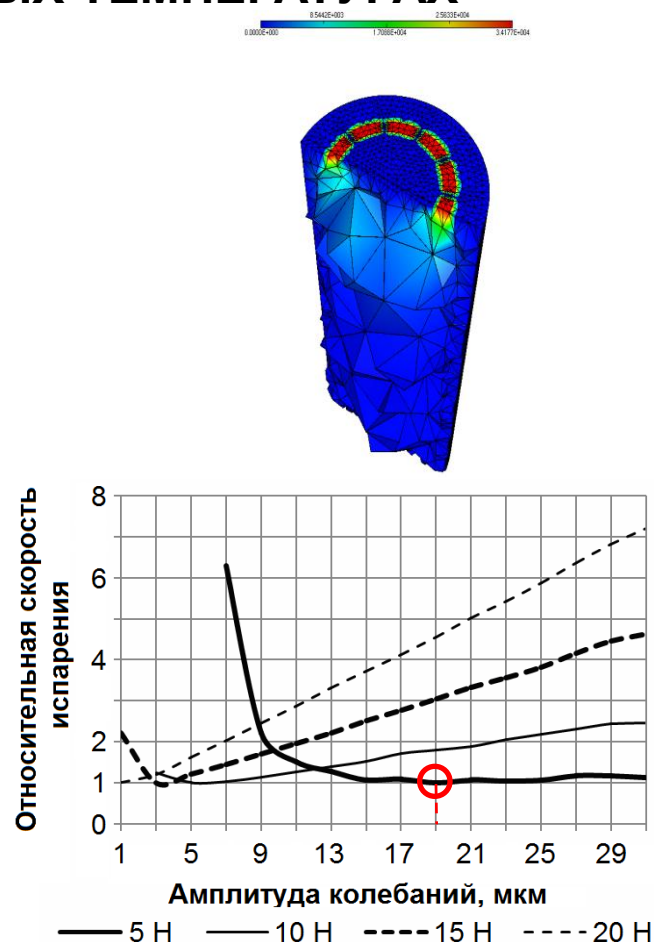 8.5442E+003 2.5633E+004
0.0000E+000 1.7088E+004 3.4177E+004
Относительная скорость
испарения
8
6
4
2
1
0
1 5 9 13 17 21 25 29
Амплитуда колебаний, мкм
5 Н 10 Н 15 Н 20 Н